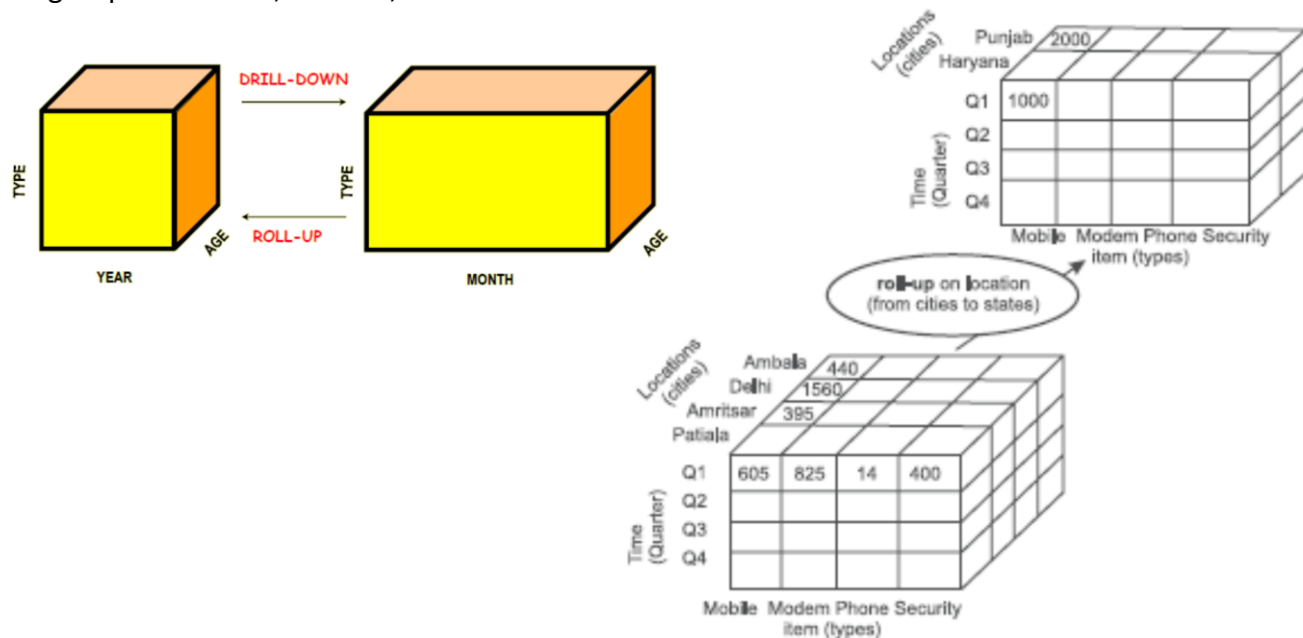 DRILL-DOWN
TYPE
TYPE
ROLL-UP
AGE
AGE
YEAR
MONTH
Locations
(cities)
Punjab 2000
Haryana
Q1 1000
Q2
Q3
Q4
Time
(Quarter)
Mobile Modem Phone Security
item (types)
roll-up on location
(from cities to states)
Locations
(cities)
Ambala 440
Delhi 1560
Amritsar 395
Patiala
Q1 605 825 14 400
Q2
Q3
Q4
Time
(Quarter)
Mobile Modem Phone Security
item (types)